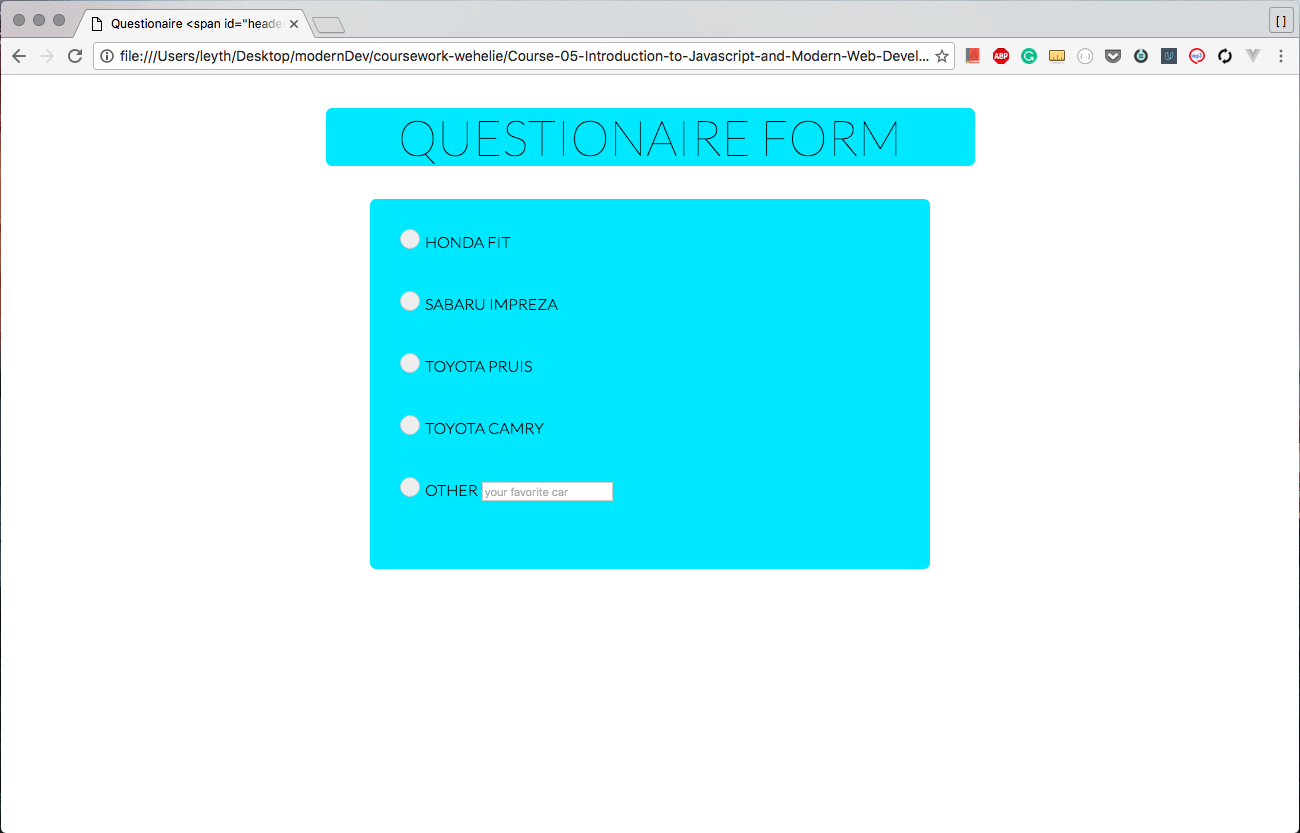 Questionaire <span id="heade
[ ]
file:///Users/leyth/Desktop/modernDev/coursework-wehelie/Course-05-Introduction-to-Javascript-and-Modern-Web-Devel...
ABP
QUESTIONAIRE FORM
HONDA FIT
SABARU IMPREZA
TOYOTA PRUIS
TOYOTA CAMRY
OTHER your favorite car